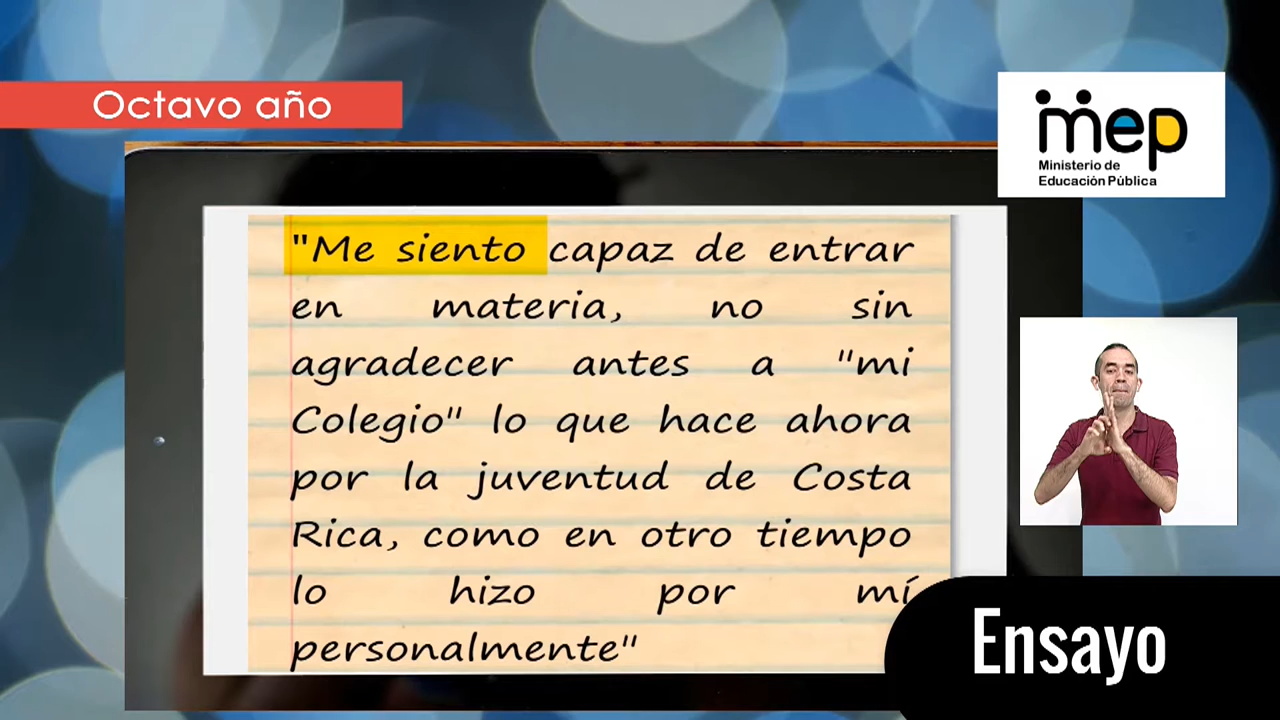 Octavo año
mep
Ministerio de
Educación Pública
"Me siento capaz de entrar
en materia, no sin
agradecer antes a "mi
Colegio" lo que hace ahora
por la juventud de Costa
Rica, como en otro tiempo
lo hizo por mí
personalmente"
Ensayo